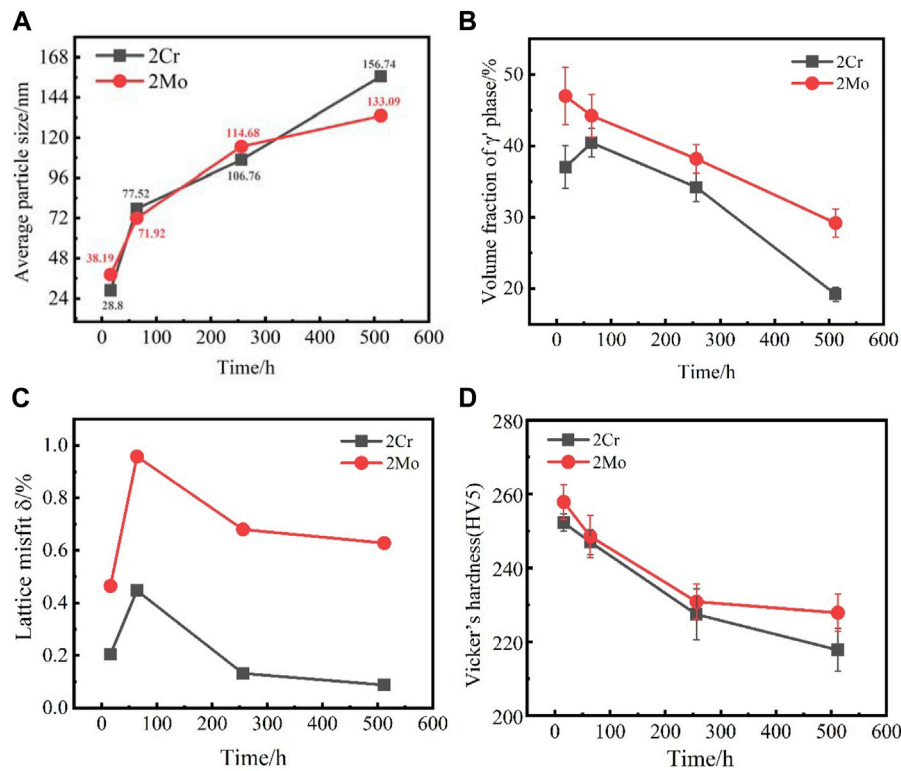 A
2Cr
2Mo
168
144
120
96
72
48
24
156.74
133.09
114.68
106.76
77.52
71.92
38.19
28.8
0 100 200 300 400 500 600
Average particle size/nm
Time/h
B
2Cr
2Mo
50
40
30
20
0 100 200 300 400 500 600
Volume fraction of γ' phase/%
Time/h
C
2Cr
2Mo
1.0
0.8
0.6
0.4
0.2
0.0
0 100 200 300 400 500 600
Lattice misfit δ/%
Time/h
D
2Cr
2Mo
280
260
240
220
200
0 100 200 300 400 500 600
Vicker's hardness(HV5)
Time/h